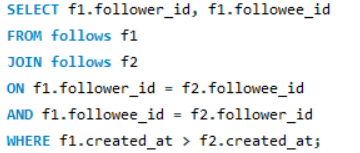 SELECT f1.follower_id, f1.followee_id
FROM follows f1
JOIN follows f2
ON f1.follower_id = f2.followee_id
AND f1.followee_id = f2.follower_id
WHERE f1.created_at > f2.created_at;